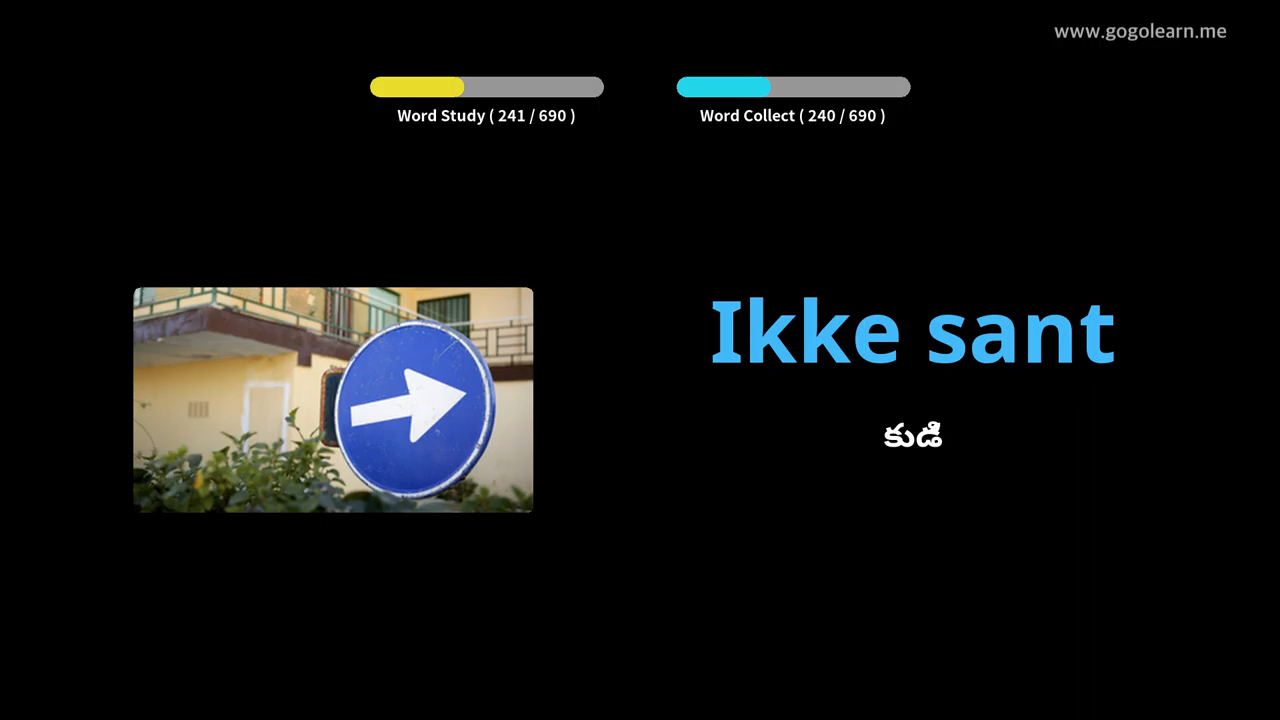 www.gogolearn.me
Word Study ( 241 / 690 )
Word Collect ( 240 / 690 )
Ikke sant
కుడి